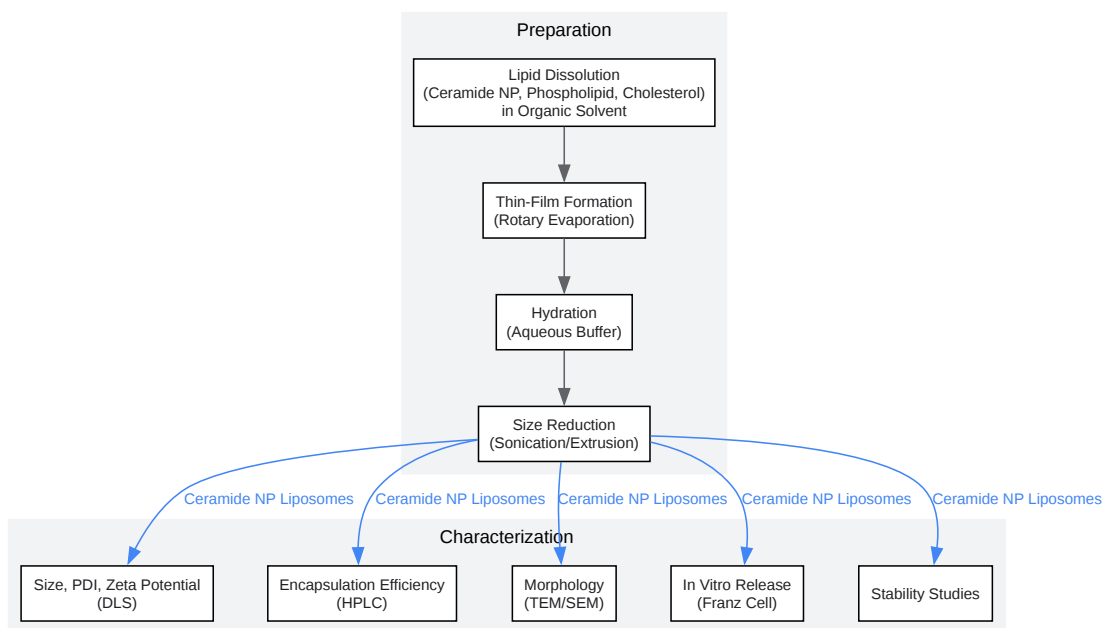 Preparation
Lipid Dissolution
(Ceramide NP, Phospholipid, Cholesterol)
in Organic Solvent
Thin-Film Formation
(Rotary Evaporation)
Hydration
(Aqueous Buffer)
Size Reduction
(Sonication/Extrusion)
Ceramide NP Liposomes
Ceramide NP Liposomes
Ceramide NP Liposomes
Ceramide NP Liposomes
Ceramide NP Liposomes
Characterization
Size, PDI, Zeta Potential
(DLS)
Encapsulation Efficiency
(HPLC)
Morphology
(TEM/SEM)
In Vitro Release
(Franz Cell)
Stability Studies